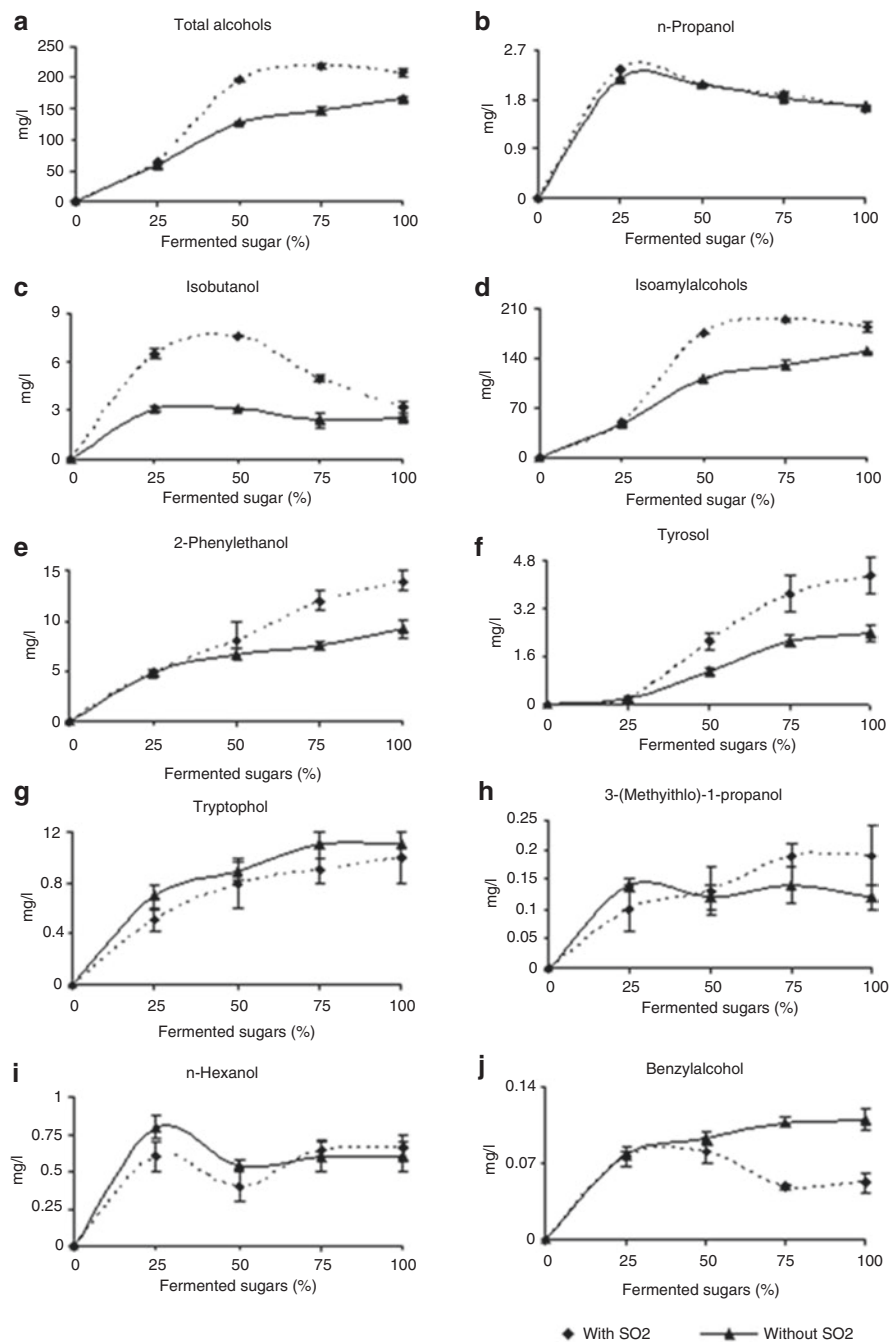 a
Total alcohols
250
200
150
100
50
0
mg/l
0 25 50 75 100
Fermented sugar (%)
b
n-Propanol
2.7
1.8
0.9
0
mg/l
0 25 50 75 100
Fermented sugar (%)
c
Isobutanol
9
6
3
0
mg/l
0 25 50 75 100
Fermented sugar (%)
d
Isoamylalcohols
210
140
70
0
mg/l
0 25 50 75 100
Fermented sugar (%)
e
2-Phenylethanol
15
10
5
0
mg/l
0 25 50 75 100
Fermented sugars (%)
f
Tyrosol
4.8
3.2
1.6
0
mg/l
0 25 50 75 100
Fermented sugars (%)
g
Tryptophol
12
0.8
0.4
0
mg/l
0 25 50 75 100
Fermented sugars (%)
h
3-(Methyithlo)-1-propanol
0.25
0.2
0.15
0.1
0.05
0
mg/l
0 25 50 75 100
Fermented sugars (%)
i
n-Hexanol
1
0.75
0.5
0.25
0
mg/l
0 25 50 75 100
Fermented sugars (%)
j
Benzylalcohol
0.14
0.07
0
mg/l
0 25 50 75 100
Fermented sugars (%)
With SO2 Without SO2